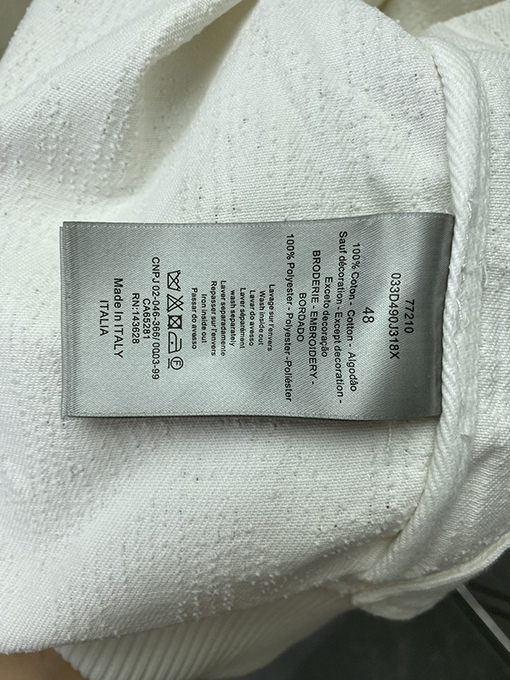 77210
033D490J318X
48
100% Coton - Cotton - Algodão
Sauf décoration - Except decoration -
Exceto decoração
BRODERIE - EMBROIDERY -
BORDADO
100% Polyester - Polyester -Poliéster
Lavage sur l'envers
Wash inside out
Lavar do avesso
Laver séparément
wash separately
Laver separadamente
Repasser sur l'envers
Iron inside out
Passar do avesso
CNPJ 02-046-366/ 0003-99
CA65281
RN:143628
Made In ITALY
ITALIA